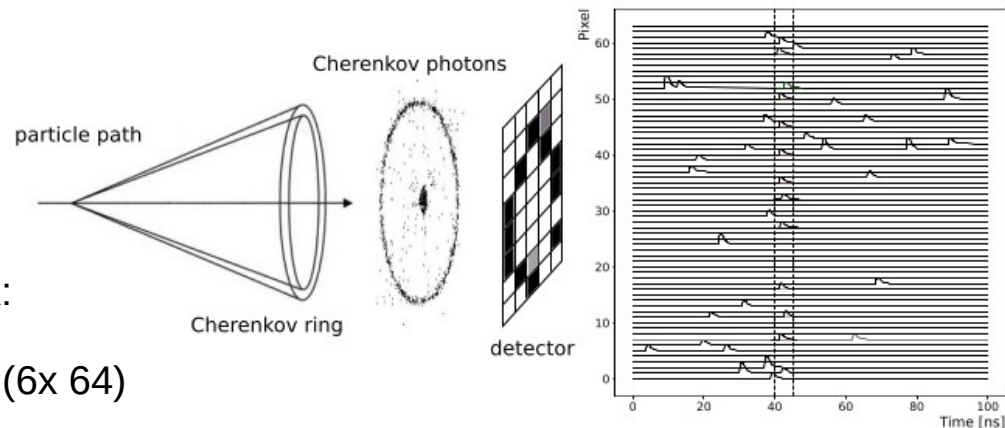 Cherenkov photons
particle path
Cherenkov ring
detector
:
(6x 64)
Pixel
60
50
40
30
20
10
0
0 20 40 60 80 100
Time [ns]